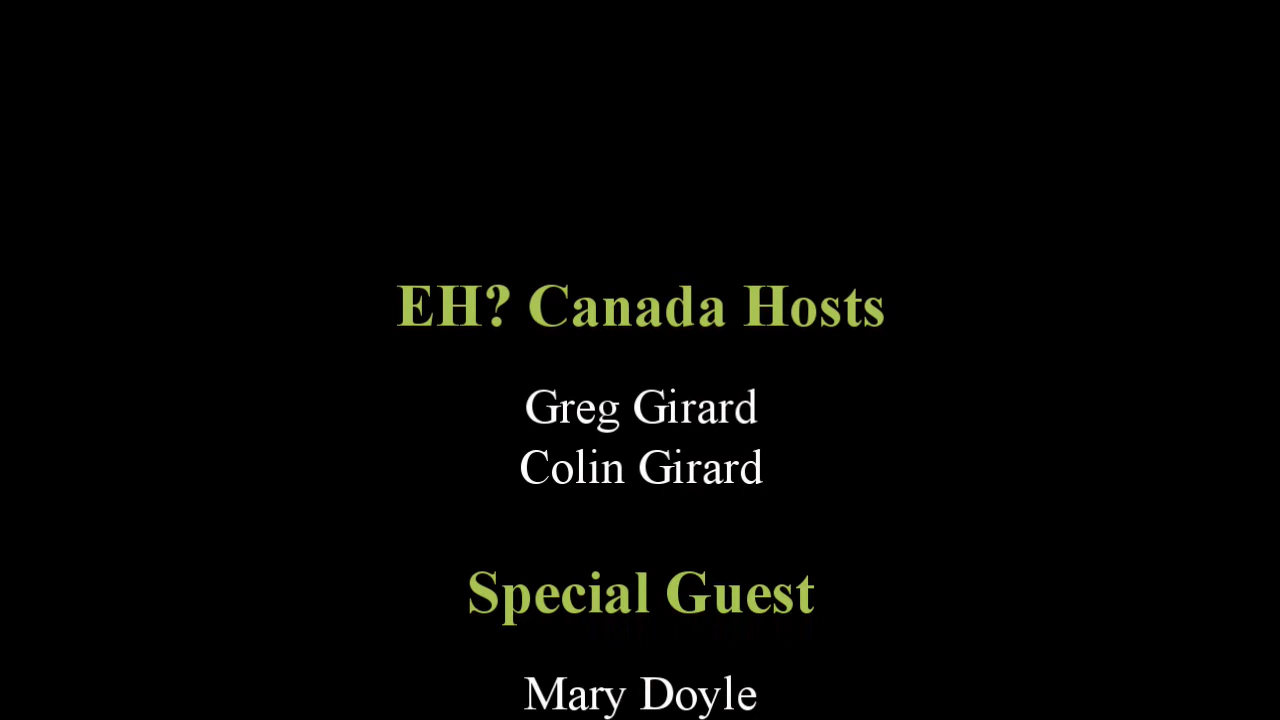 EH? Canada Hosts
Greg Girard
Colin Girard
Special Guest
Mary Doyle